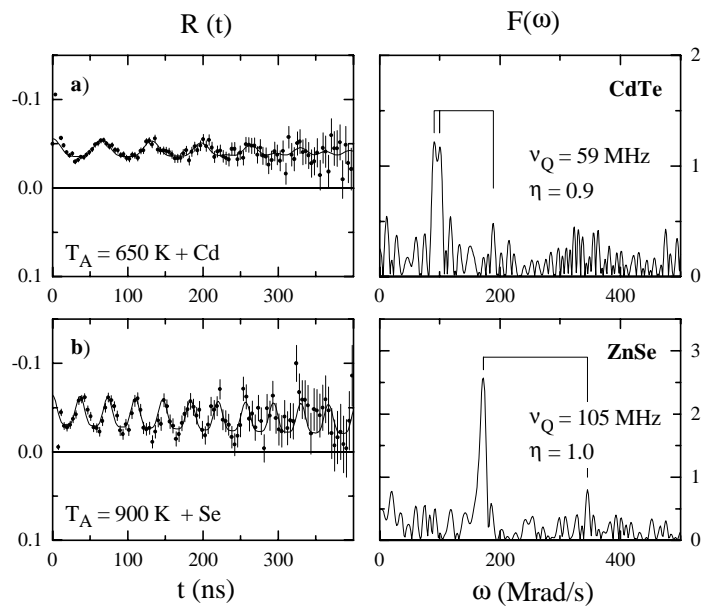 R (t)
F(ω)
a)
-0.1
0.0
0.1
T_A = 650 K + Cd
0 100 200 300
CdTe
ν_Q = 59 MHz
η = 0.9
2
1
0
0 200 400
b)
-0.1
0.0
0.1
T_A = 900 K + Se
0 100 200 300
t (ns)
ZnSe
ν_Q = 105 MHz
η = 1.0
3
2
1
0
0 200 400
ω (Mrad/s)